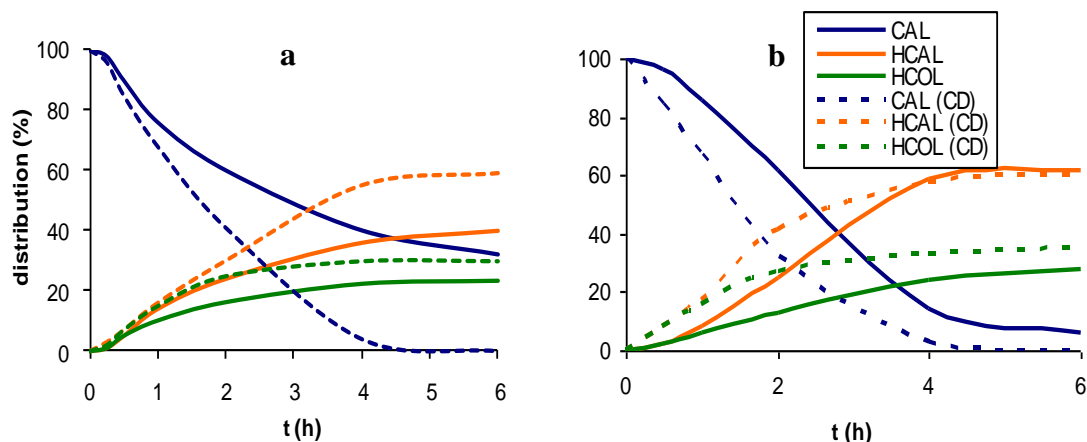 a
100
80
60
40
20
0
distribution (%)
0 1 2 3 4 5 6
t (h)
b
100
80
60
40
20
0
0 2 4 6
t (h)
CAL
HCAL
HCOL
CAL (CD)
HCAL (CD)
HCOL (CD)